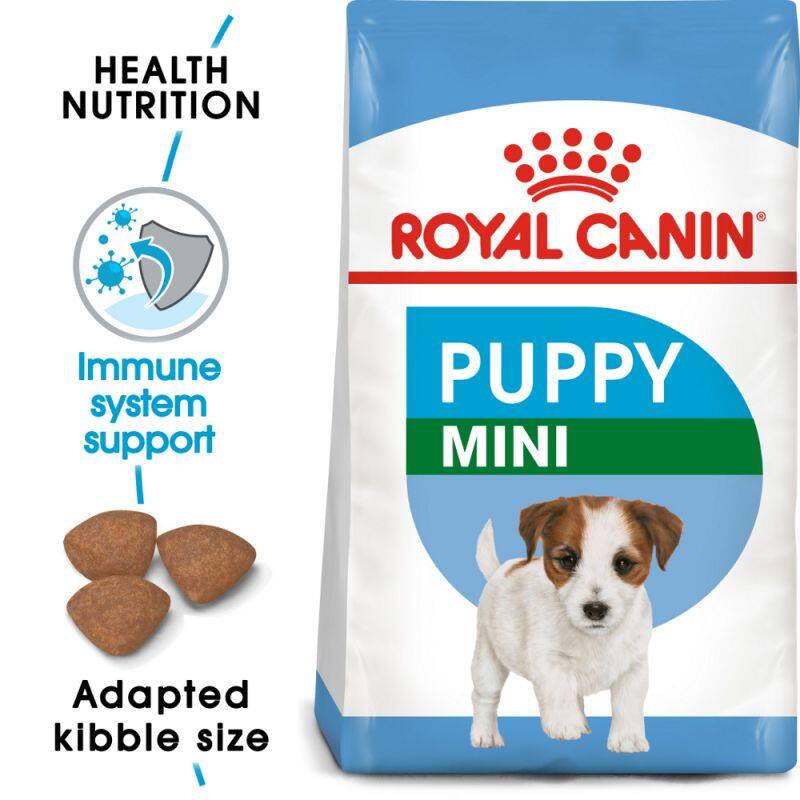 HEALTH
NUTRITION
Immune
system
support
Adapted
kibble size
ROYAL CANIN®
PUPPY
MINI